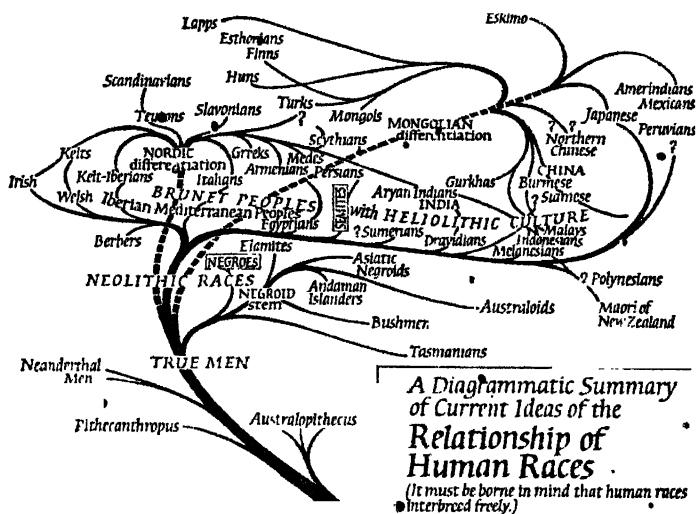 Lapps
Eskimo
Esthonians
Finns
Huns
Scandinavians
Teutons
Slavonians
Turks
?
Mongols
MONGOLIAN
differentiation
Amerindians
Mexicans
Japanese
Peruvians
?
? ?
Northern
Chinese
Scythians
Kelts
NORDIC
differentiation
Greeks
Medes
Armenians
Persians
Irish
Kelt-Iberians
Italians
CHINA
Gurkhas
Burmese
? Siamese
Welsh
BRUNET PEOPLES
SEMITES
Aryan Indians
INDIA
with HELIOLITHIC CULTURE
Iberian Mediterranean Peoples
Egyptians
? Sumerians
Malays
Indonesians
Berbers
Elamites
Dravidians
Melanesians
NEGROES
Asiatic
Negroids
NEOLITHIC RACES
NEGROID
stem
Andaman
Islanders
? Polynesians
Australoids
Maori of
New Zealand
Bushmen
TRUE MEN
Tasmanians
Neanderthal
Men
Pithecanthropus
Australopithecus
A Diagrammatic Summary
of Current Ideas of the
Relationship of
Human Races
(It must be borne in mind that human races
interbreed freely.)